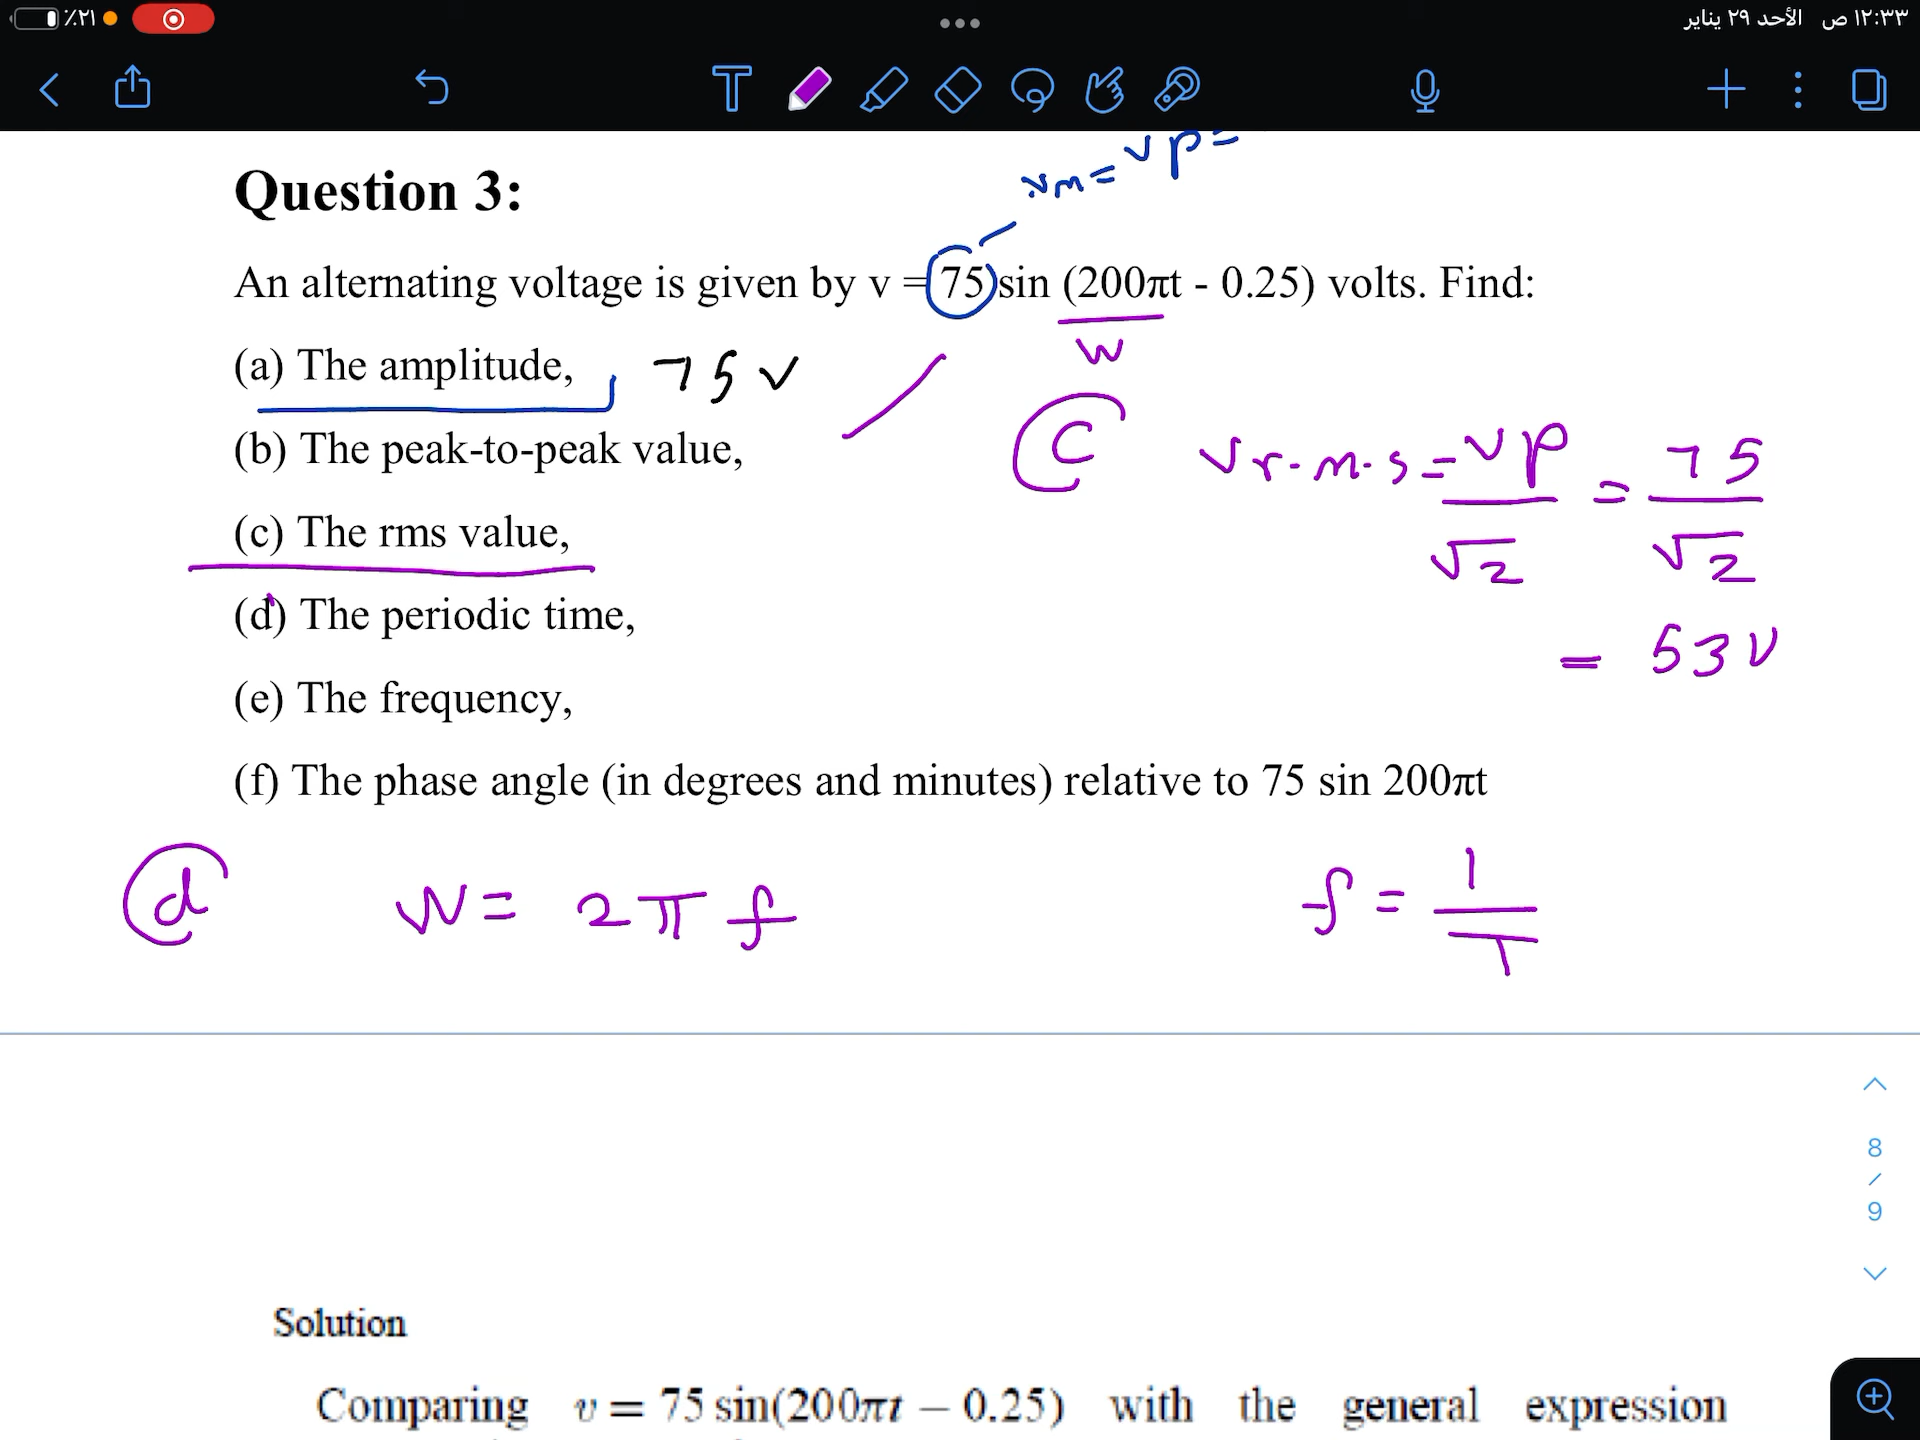 ٪٢١
١٢:٣٣ ص الأحد ٢٩ يناير
vm = vp =
Question 3:
An alternating voltage is given by v = 75 sin (200πt - 0.25) volts. Find:
w
(a) The amplitude, 75 v
(b) The peak-to-peak value,
C Vr.m.s = vp/√2 = 75/√2
(c) The rms value,
= 53 v
(d) The periodic time,
(e) The frequency,
(f) The phase angle (in degrees and minutes) relative to 75 sin 200πt
d W = 2π f f = 1/T
8
/
9
Solution
Comparing v = 75 sin(200πt − 0.25) with the general expression